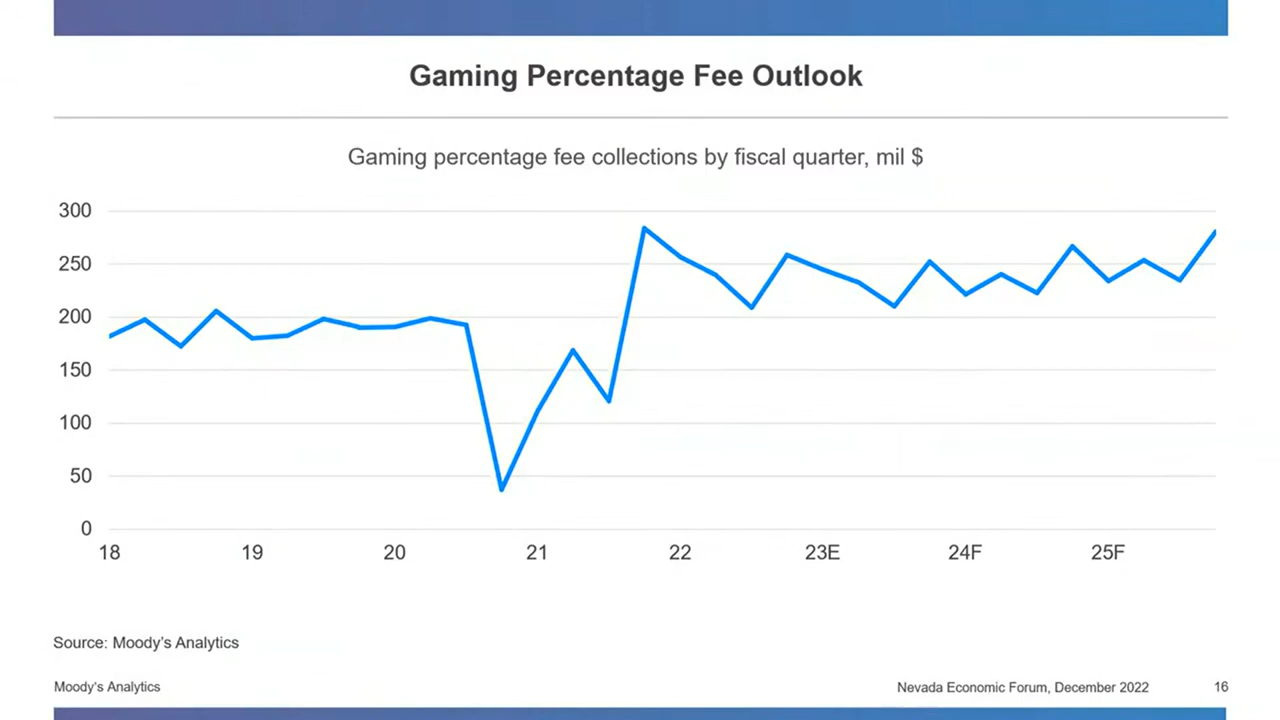 Gaming Percentage Fee Outlook
Gaming percentage fee collections by fiscal quarter, mil $
300
250
200
150
100
50
0
18 19 20 21 22 23E 24F 25F
Source: Moody's Analytics
Moody's Analytics Nevada Economic Forum, December 2022 16